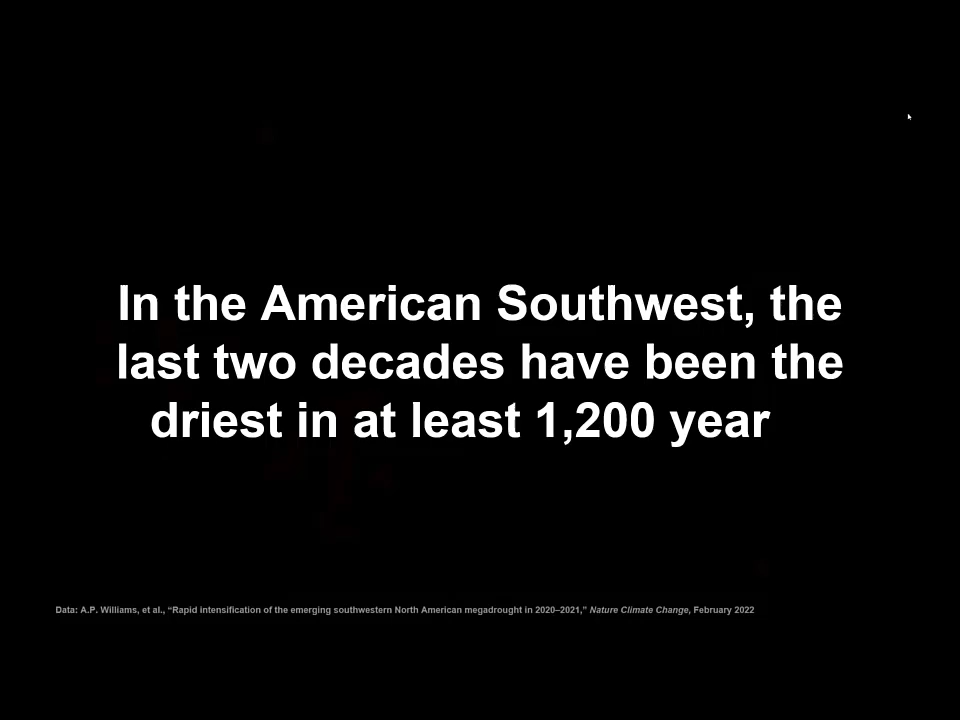 In the American Southwest, the
last two decades have been the
driest in at least 1,200 year
Data: A.P. Williams, et al., “Rapid intensification of the emerging southwestern North American megadrought in 2020–2021,” Nature Climate Change, February 2022